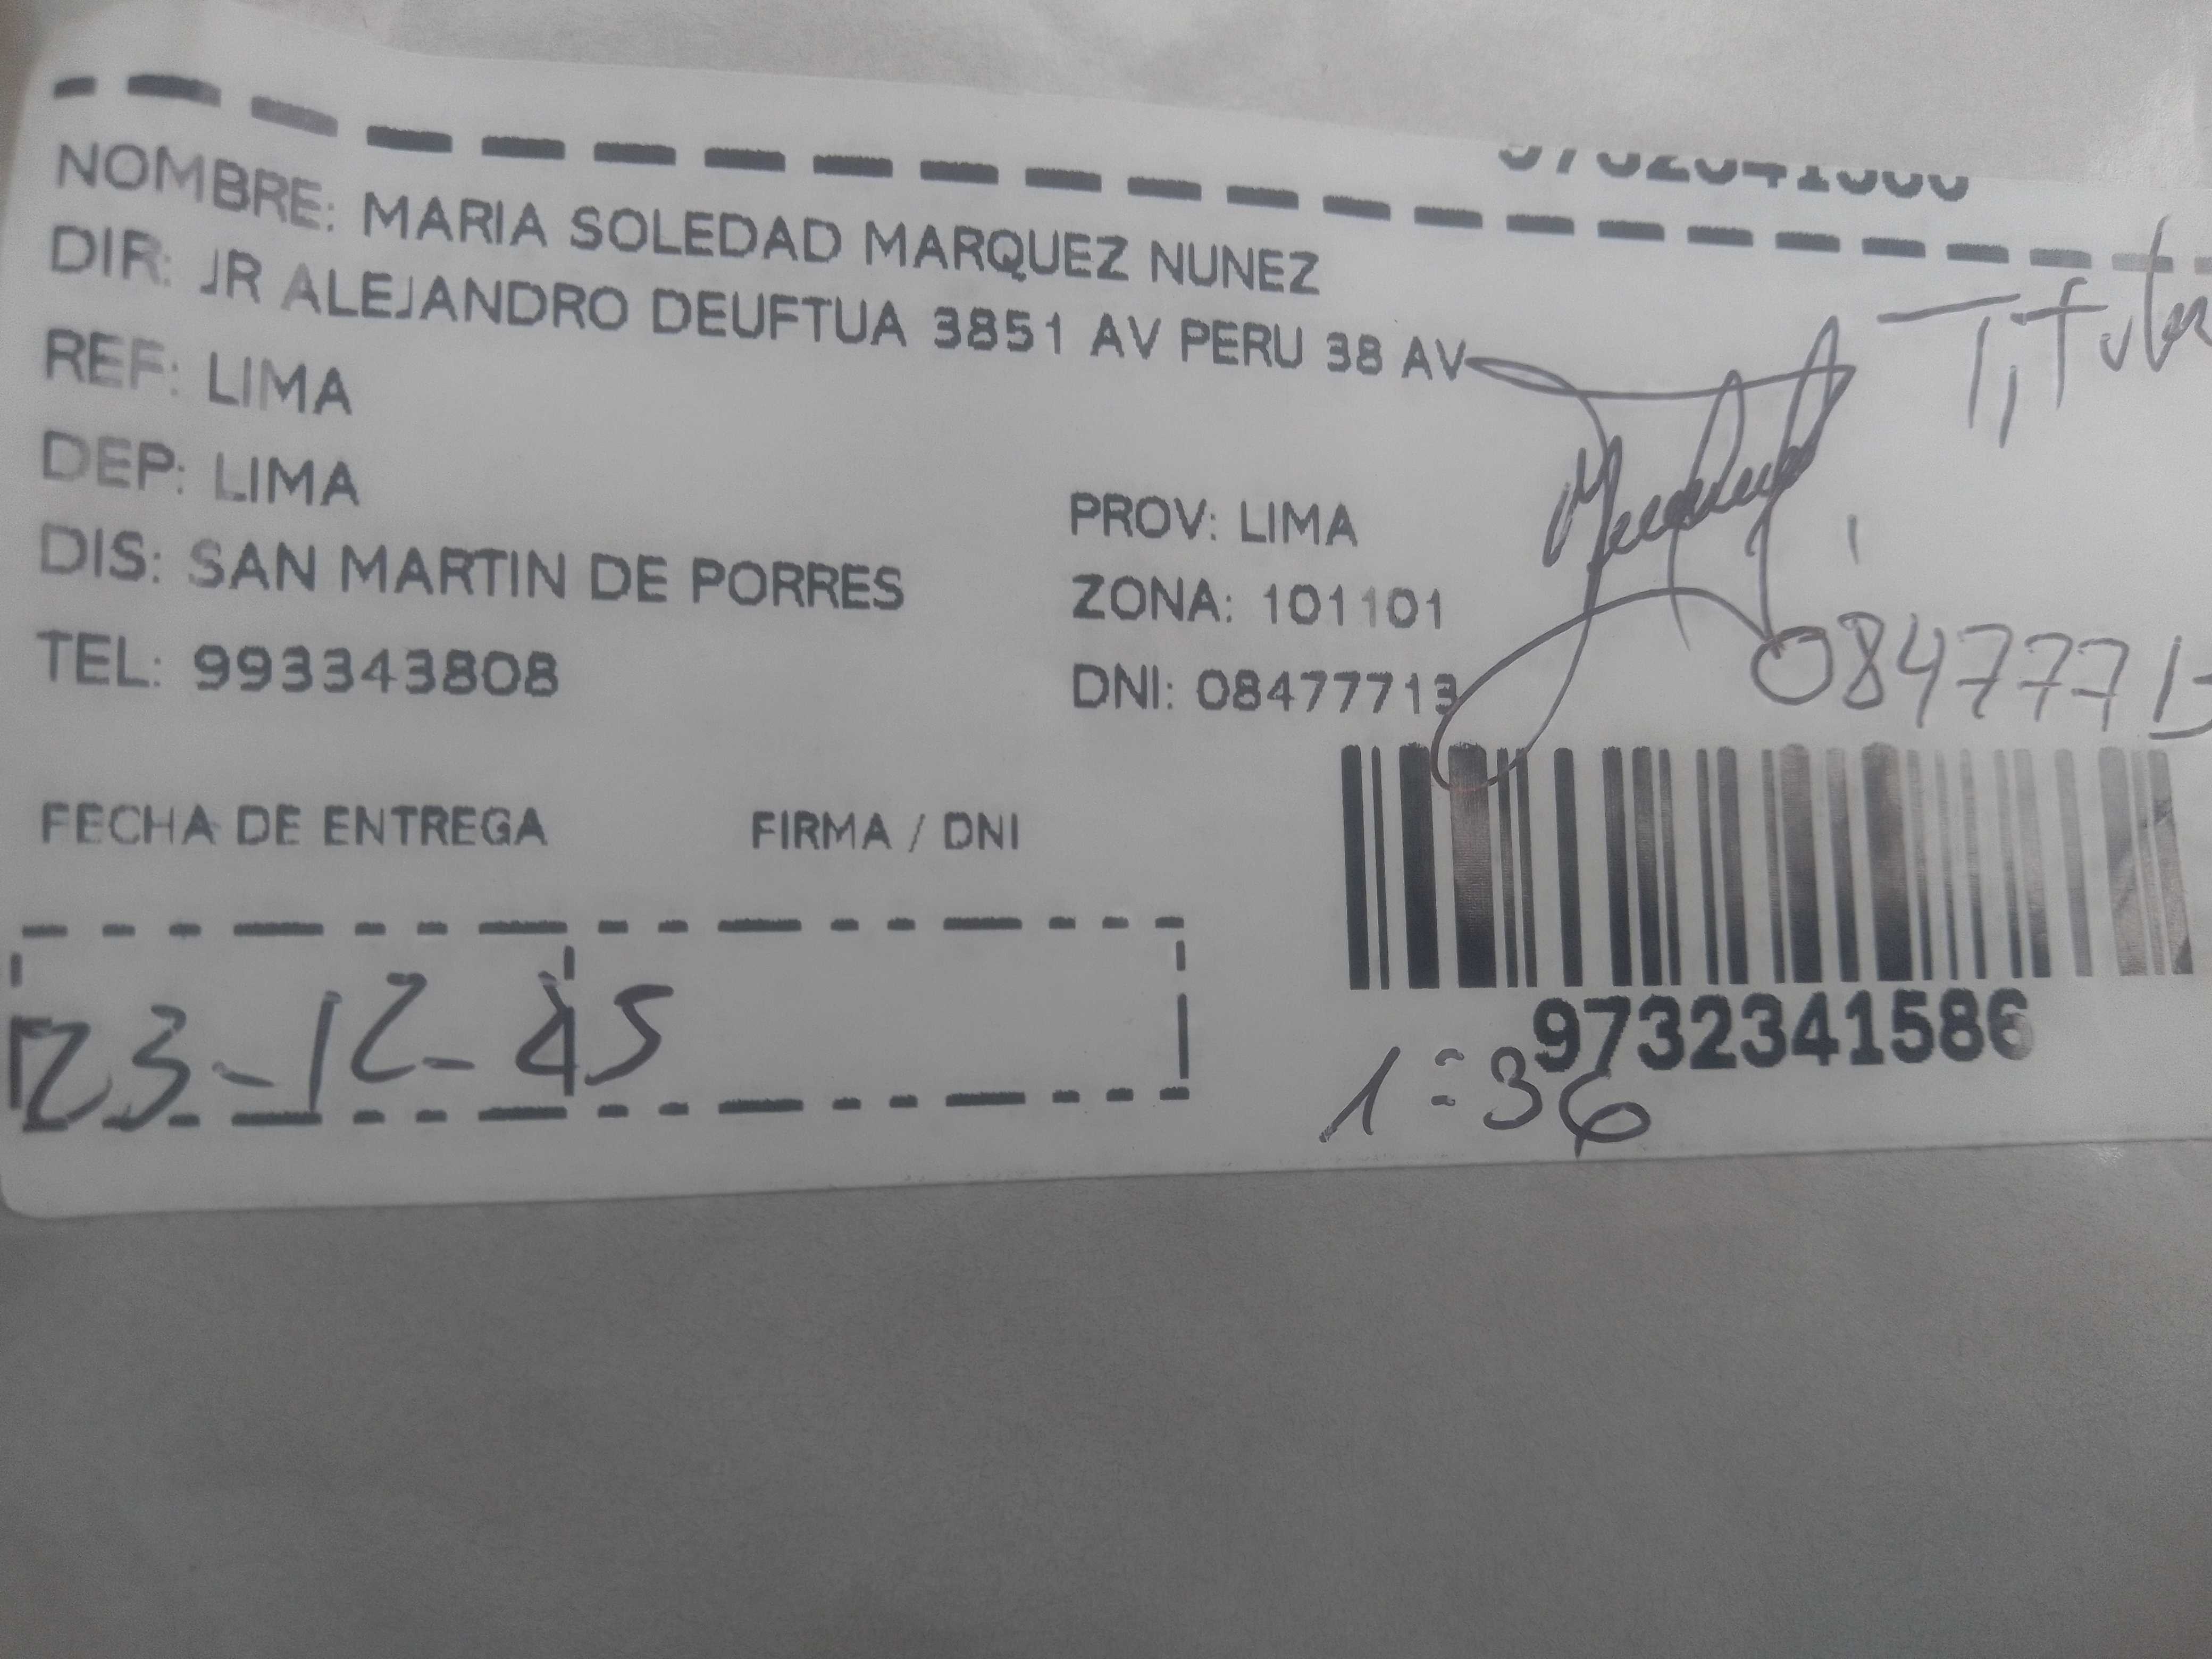 NOMBRE: MARIA SOLEDAD MARQUEZ NUNEZ
DIR: JR ALEJANDRO DEUFTUA 3851 AV PERU 38 AV
REF: LIMA
DEP: LIMA
PROV: LIMA
DIS: SAN MARTIN DE PORRES
ZONA: 101101
TEL: 993343808
DNI: 08477713
Titular
08477713
FECHA DE ENTREGA
FIRMA / DNI
23-12-25
9732341586
1:36